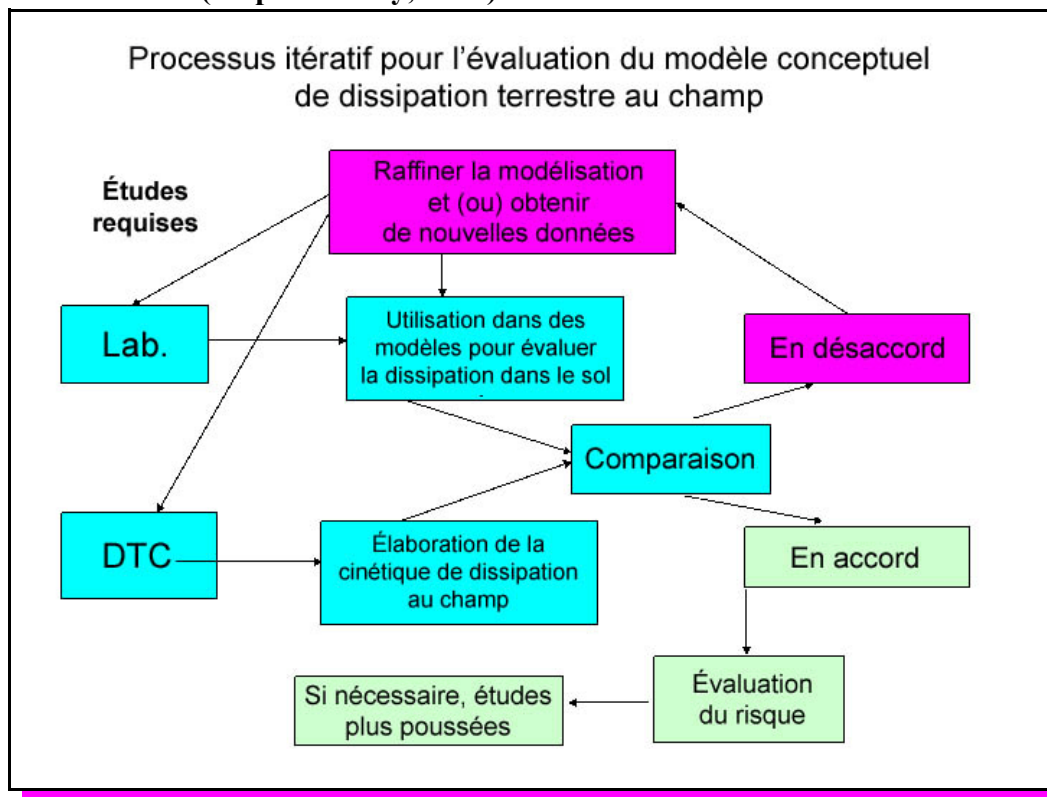 Processus itératif pour l'évaluation du modèle conceptuel
de dissipation terrestre au champ
Études
requises
Raffiner la modélisation
et (ou) obtenir
de nouvelles données
Lab.
Utilisation dans des
modèles pour évaluer
la dissipation dans le sol
En désaccord
Comparaison
DTC
Élaboration de la
cinétique de dissipation
au champ
En accord
Évaluation
du risque
Si nécessaire, études
plus poussées